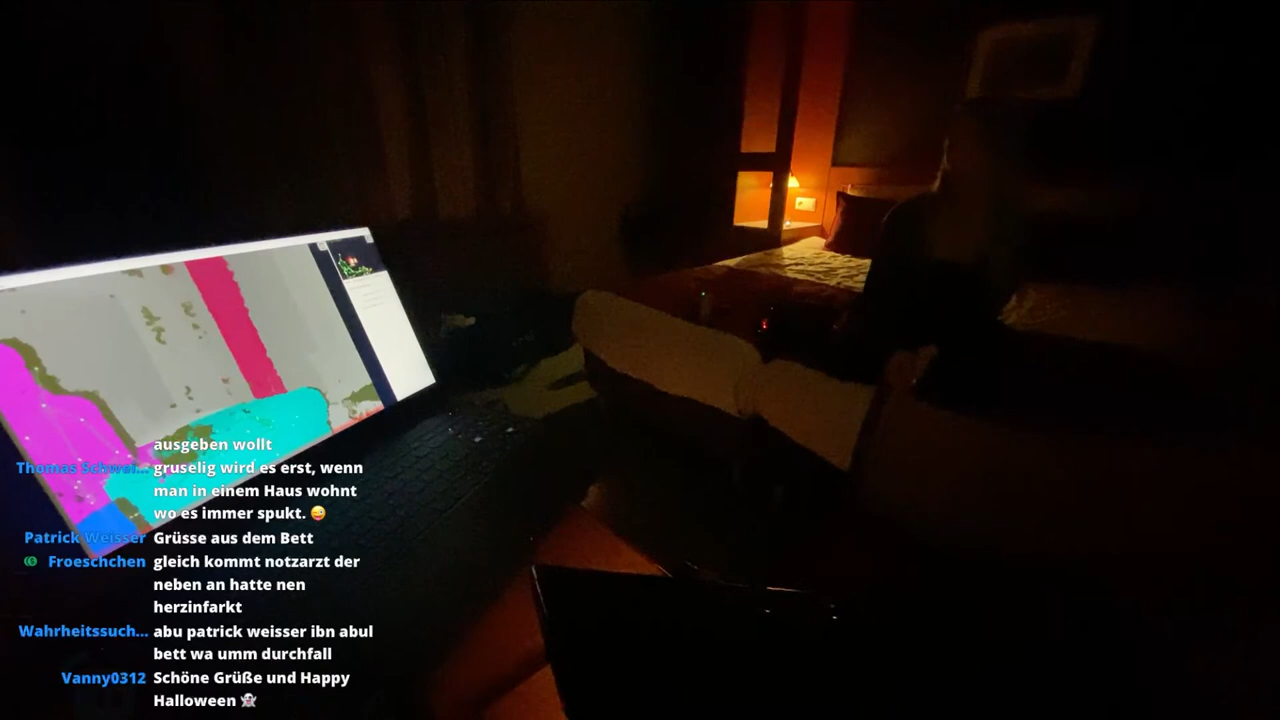 ausgeben wollt
Thomas Schwei... gruselig wird es erst, wenn
man in einem Haus wohnt
wo es immer spukt. 😜
Patrick Weisser Grüsse aus dem Bett
Froeschchen gleich kommt notzarzt der
neben an hatte nen
herzinfarkt
Wahrheitssuch... abu patrick weisser ibn abul
bett wa umm durchfall
Vanny0312 Schöne Grüße und Happy
Halloween 👻